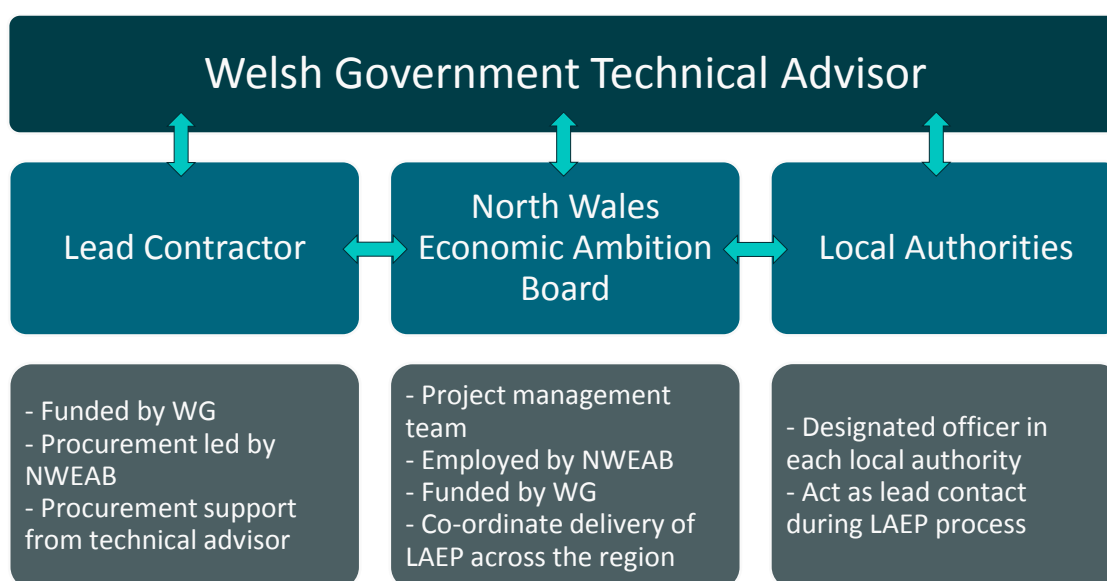 Welsh Government Technical Advisor
Lead Contractor
North Wales
Economic Ambition
Board
Local Authorities
- Funded by WG
- Procurement led by
NWEAB
- Procurement support
from technical advisor
- Project management
team
- Employed by NWEAB
- Funded by WG
- Co-ordinate delivery of
LAEP across the region
- Designated officer in
each local authority
- Act as lead contact
during LAEP process